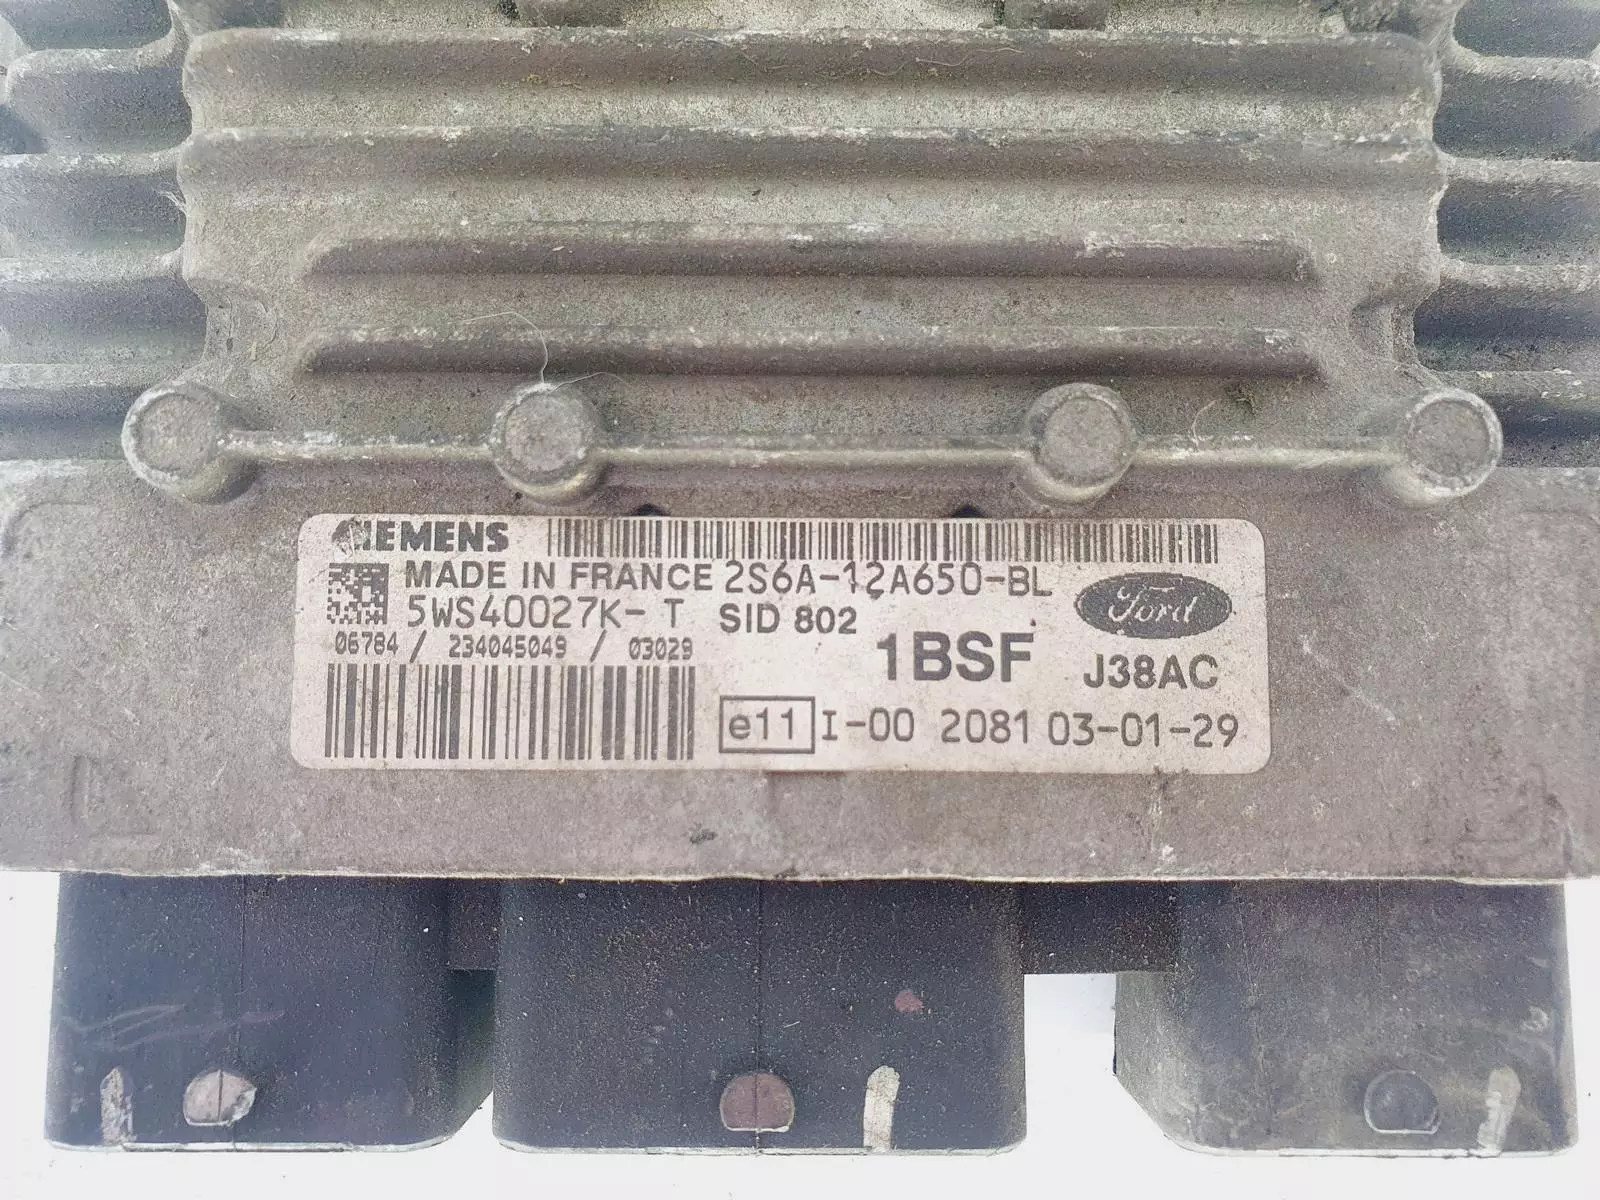 SIEMENS
MADE IN FRANCE 2S6A-12A650-BL
5WS40027K-T SID 802
Ford
06784 / 234045049 / 03029
1BSF J38AC
e11 I-00 2081 03-01-29